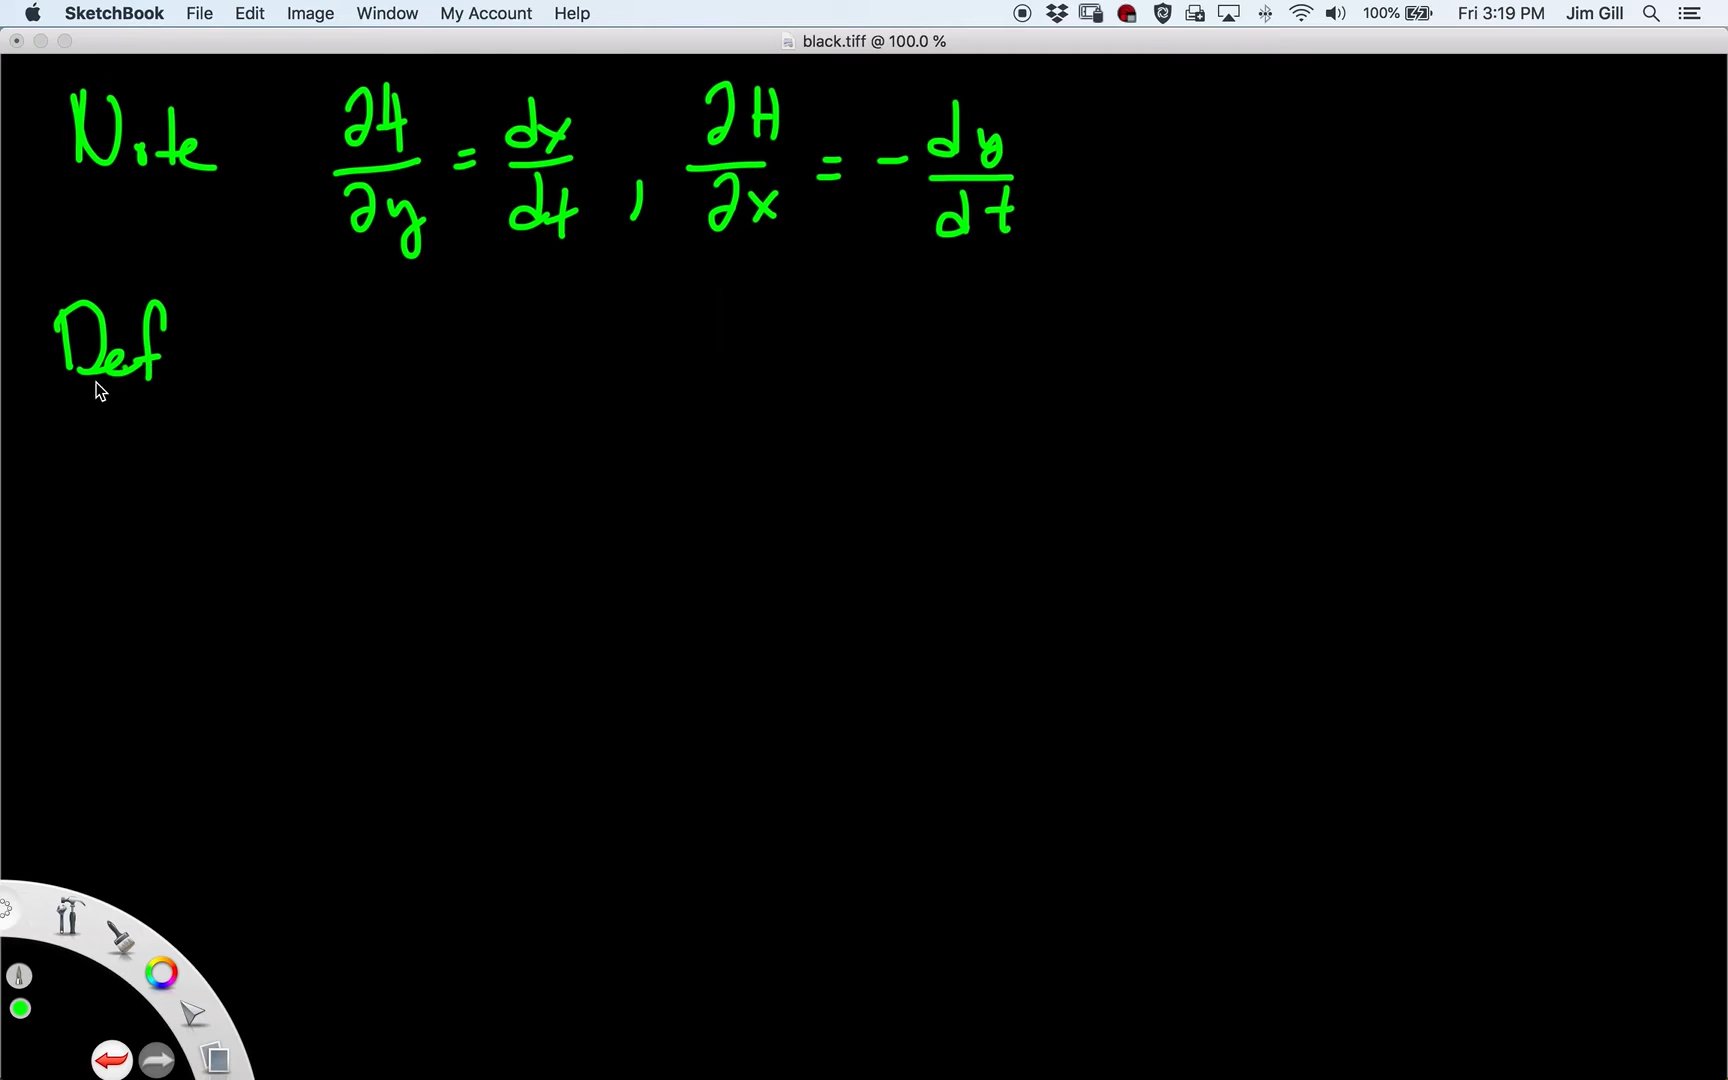 SketchBook File Edit Image Window My Account Help 100% Fri 3:19 PM Jim Gill
black.tiff @ 100.0 %
Note ∂H/∂y = dx/dt , ∂H/∂x = - dy/dt
Def